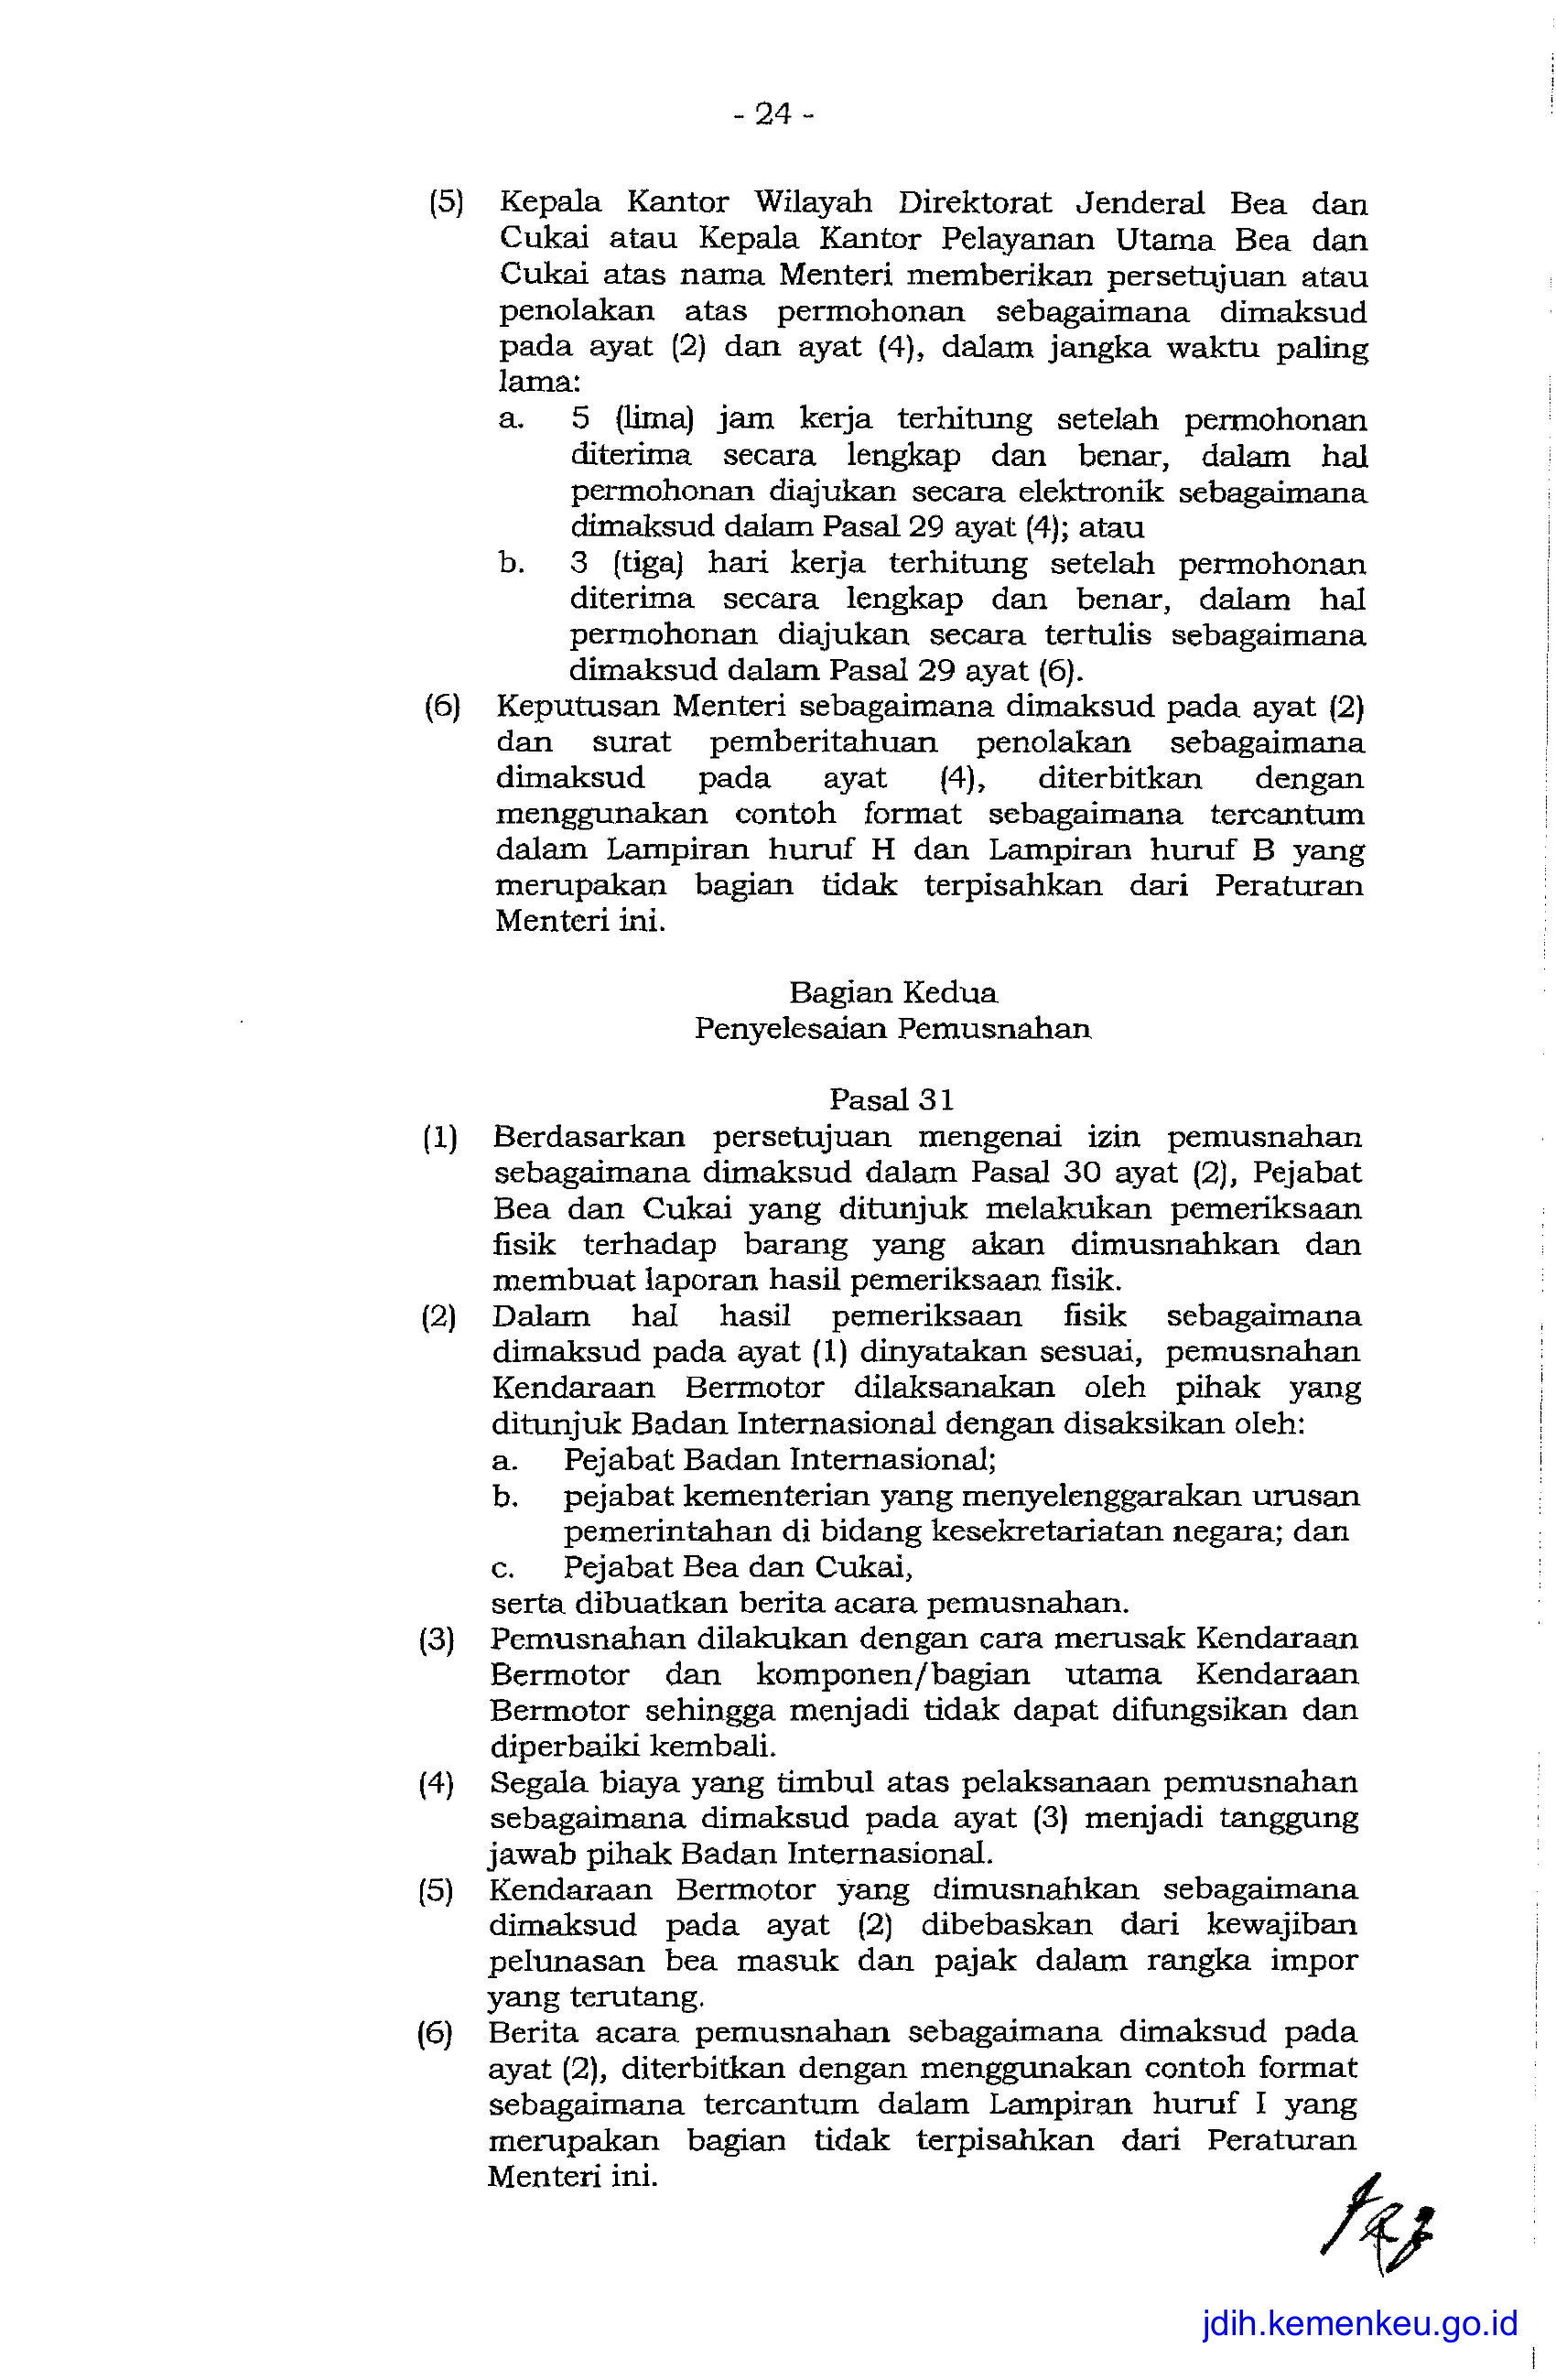 - 24 -
(5) Kepala Kantor Wilayah Direktorat Jenderal Bea dan
Cukai atau Kepala Kantor Pelayanan Utama Bea dan
Cukai atas nama Menteri memberikan persetujuan atau
penolakan atas permohonan sebagaimana dimaksud
pada ayat (2) dan ayat (4), dalam jangka waktu paling
lama:
a. 5 (lima) jam kerja terhitung setelah permohonan
diterima secara lengkap dan benar, dalam hal
permohonan diajukan secara elektronik sebagaimana
dimaksud dalam Pasal 29 ayat (4); atau
b. 3 (tiga) hari kerja terhitung setelah permohonan
diterima secara lengkap dan benar, dalam hal
permohonan diajukan secara tertulis sebagaimana
dimaksud dalam Pasal 29 ayat (6).
(6) Keputusan Menteri sebagaimana dimaksud pada ayat (2)
dan surat pemberitahuan penolakan sebagaimana
dimaksud pada ayat (4), diterbitkan dengan
menggunakan contoh format sebagaimana tercantum
dalam Lampiran huruf H dan Lampiran huruf B yang
merupakan bagian tidak terpisahkan dari Peraturan
Menteri ini.
Bagian Kedua
Penyelesaian Pemusnahan
Pasal 31
(1) Berdasarkan persetujuan mengenai izin pemusnahan
sebagaimana dimaksud dalam Pasal 30 ayat (2), Pejabat
Bea dan Cukai yang ditunjuk melakukan pemeriksaan
fisik terhadap barang yang akan dimusnahkan dan
membuat laporan hasil pemeriksaan fisik.
(2) Dalam hal hasil pemeriksaan fisik sebagaimana
dimaksud pada ayat (1) dinyatakan sesuai, pemusnahan
Kendaraan Bermotor dilaksanakan oleh pihak yang
ditunjuk Badan Internasional dengan disaksikan oleh:
a. Pejabat Badan Internasional;
b. pejabat kementerian yang menyelenggarakan urusan
pemerintahan di bidang kesekretariatan negara; dan
c. Pejabat Bea dan Cukai,
serta dibuatkan berita acara pemusnahan.
(3) Pemusnahan dilakukan dengan cara merusak Kendaraan
Bermotor dan komponen/bagian utama Kendaraan
Bermotor sehingga menjadi tidak dapat difungsikan dan
diperbaiki kembali.
(4) Segala biaya yang timbul atas pelaksanaan pemusnahan
sebagaimana dimaksud pada ayat (3) menjadi tanggung
jawab pihak Badan Internasional.
(5) Kendaraan Bermotor yang dimusnahkan sebagaimana
dimaksud pada ayat (2) dibebaskan dari kewajiban
pelunasan bea masuk dan pajak dalam rangka impor
yang terutang.
(6) Berita acara pemusnahan sebagaimana dimaksud pada
ayat (2), diterbitkan dengan menggunakan contoh format
sebagaimana tercantum dalam Lampiran huruf I yang
merupakan bagian tidak terpisahkan dari Peraturan
Menteri ini.
jdih.kemenkeu.go.id